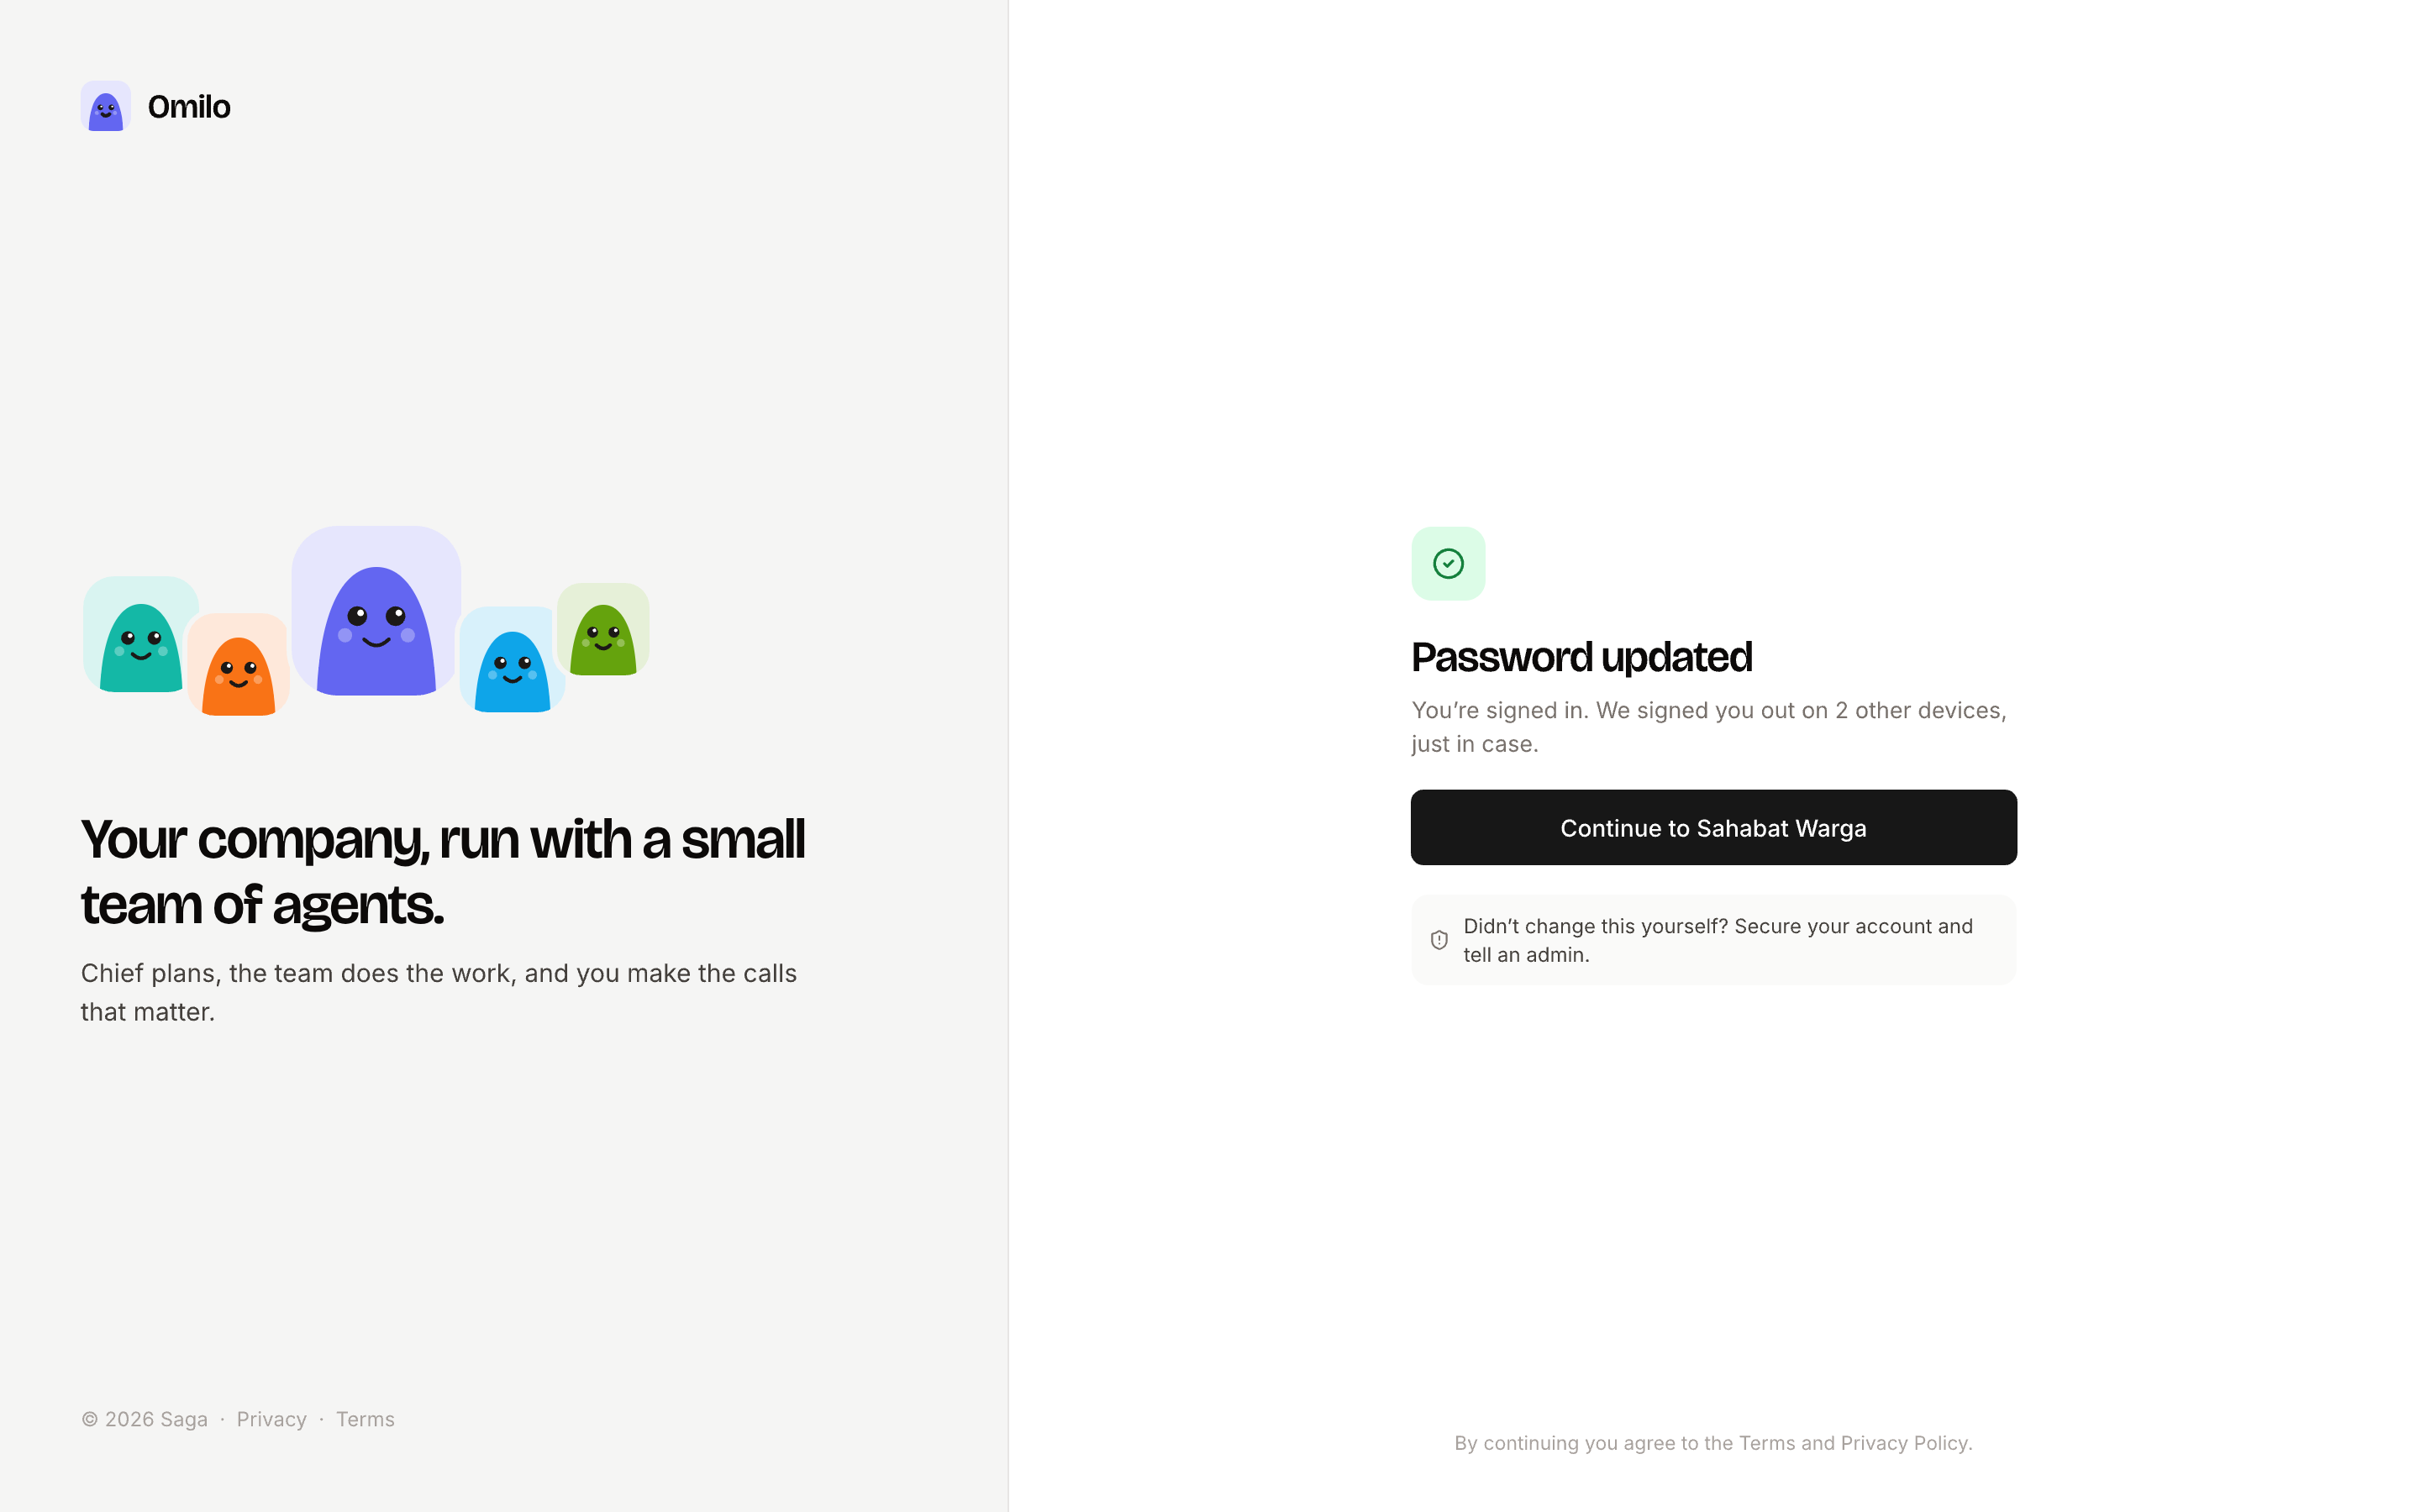 Omilo
Your company, run with a small
team of agents.
Chief plans, the team does the work, and you make the calls
that matter.
© 2026 Saga · Privacy · Terms
Password updated
You’re signed in. We signed you out on 2 other devices,
just in case.
Continue to Sahabat Warga
Didn’t change this yourself? Secure your account and
tell an admin.
By continuing you agree to the Terms and Privacy Policy.